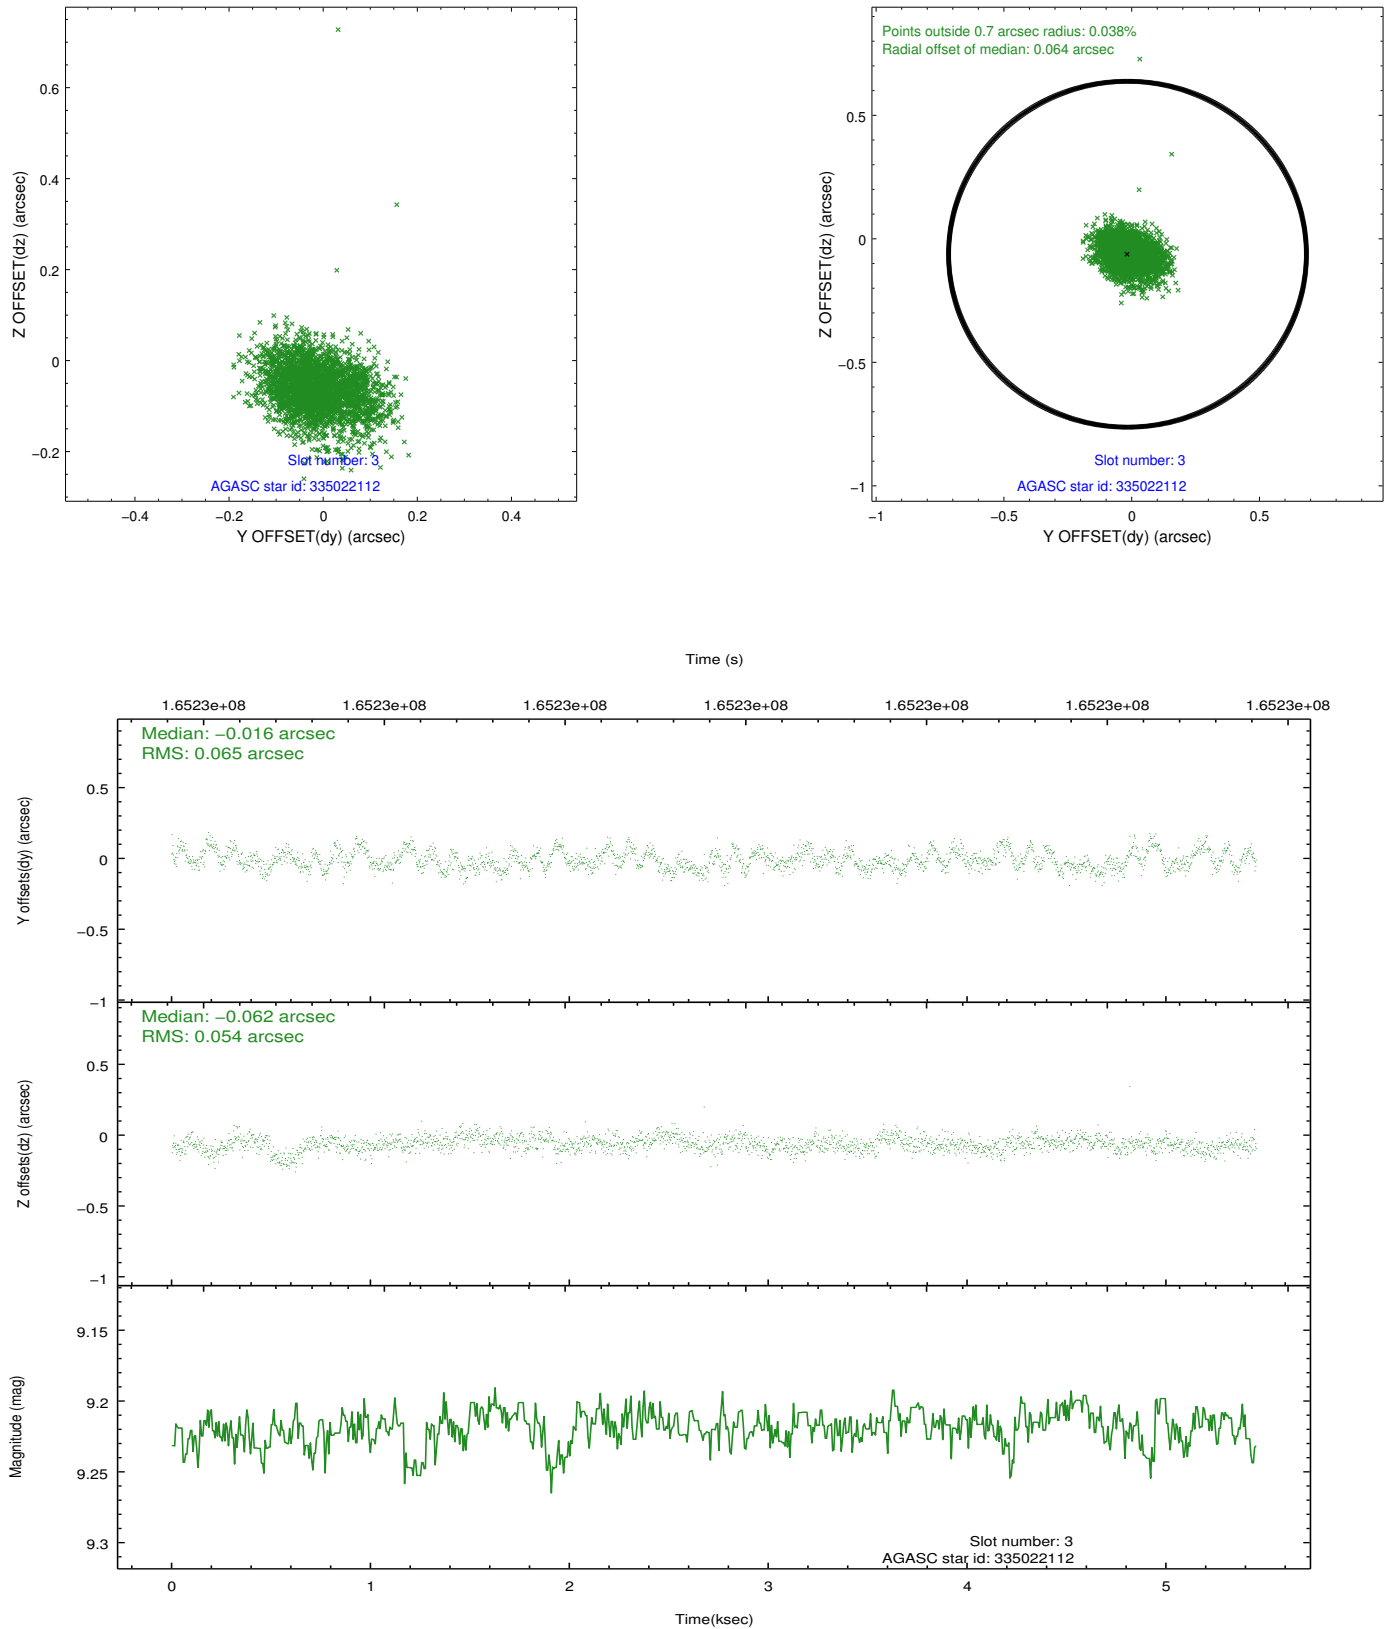 0.6
0.4
0.2
0
−0.2
Z OFFSET(dz) (arcsec)
Slot number: 3
AGASC star id: 335022112
−0.4 −0.2 0 0.2 0.4
Y OFFSET(dy) (arcsec)
Points outside 0.7 arcsec radius: 0.038%
Radial offset of median: 0.064 arcsec
0.5
0
−0.5
−1
Z OFFSET(dz) (arcsec)
Slot number: 3
AGASC star id: 335022112
−1 −0.5 0 0.5
Y OFFSET(dy) (arcsec)
Time (s)
1.6523e+08 1.6523e+08 1.6523e+08 1.6523e+08 1.6523e+08 1.6523e+08 1.6523e+08
Median: −0.016 arcsec
RMS: 0.065 arcsec
0.5
0
−0.5
−1
Y offsets(dy) (arcsec)
Median: −0.062 arcsec
RMS: 0.054 arcsec
0.5
0
−0.5
−1
Z offsets(dz) (arcsec)
9.15
9.2
9.25
9.3
Magnitude (mag)
Slot number: 3
AGASC star id: 335022112
0 1 2 3 4 5
Time(ksec)